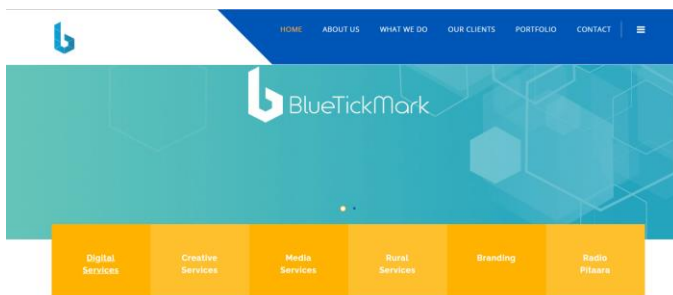 HOME ABOUT US WHAT WE DO OUR CLIENTS PORTFOLIO CONTACT
BlueTickMark
Digital Services
Creative Services
Media Services
Rural Services
Branding
Radio Pitaara